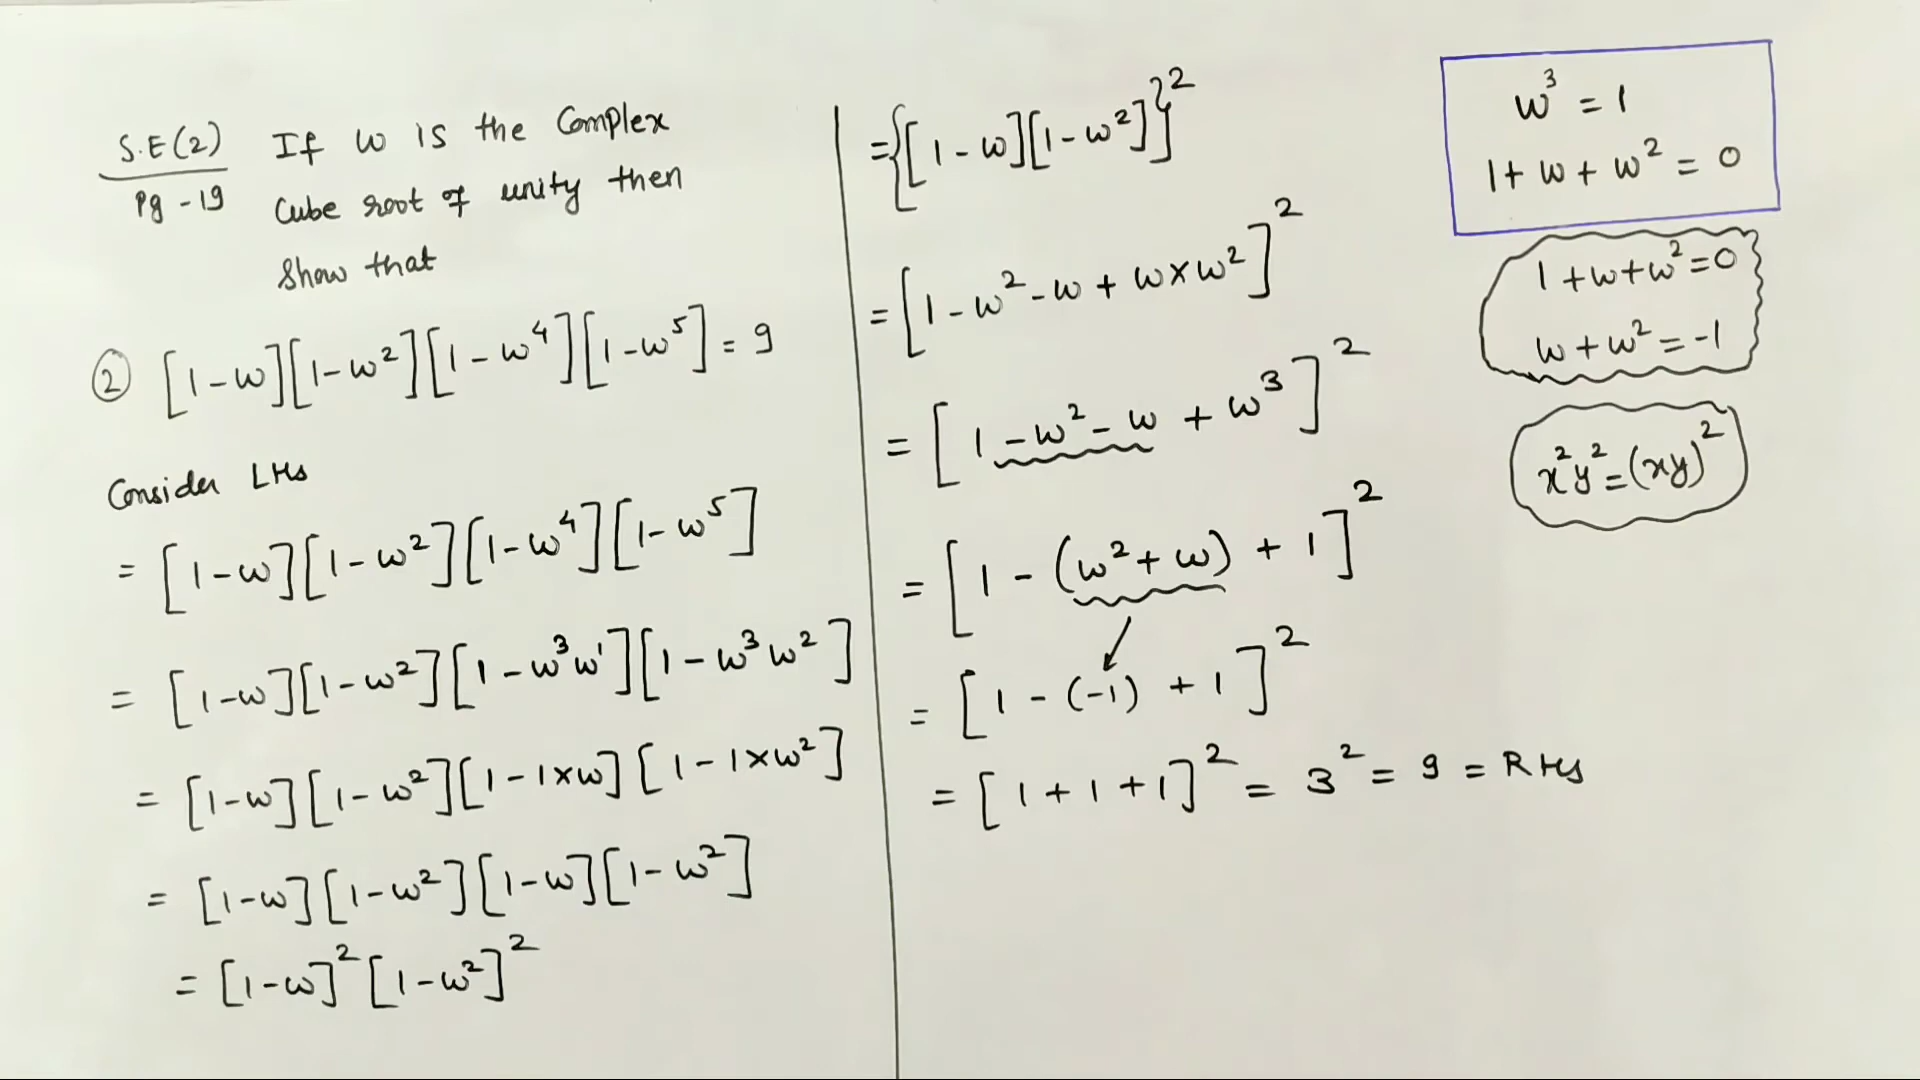 S.E(2)
Pg - 19
If ω is the Complex
Cube root of unity then
Show that
② [1-ω][1-ω²][1-ω⁴][1-ω⁵] = 9
Consider LHS
= [1-ω][1-ω²][1-ω⁴][1-ω⁵]
= [1-ω][1-ω²][1-ω³ω¹][1-ω³ω²]
= [1-ω][1-ω²][1-1×ω][1-1×ω²]
= [1-ω][1-ω²][1-ω][1-ω²]
= [1-ω]²[1-ω²]²
= {[1-ω][1-ω²]}²
= [1-ω²-ω+ω×ω²]²
= [1-ω²-ω+ω³]²
= [1-(ω²+ω)+1]²
= [1-(-1)+1]²
= [1+1+1]² = 3² = 9 = RHS
ω³ = 1
1+ω+ω² = 0
1+ω+ω²=0
ω+ω²=-1
x²y²=(xy)²